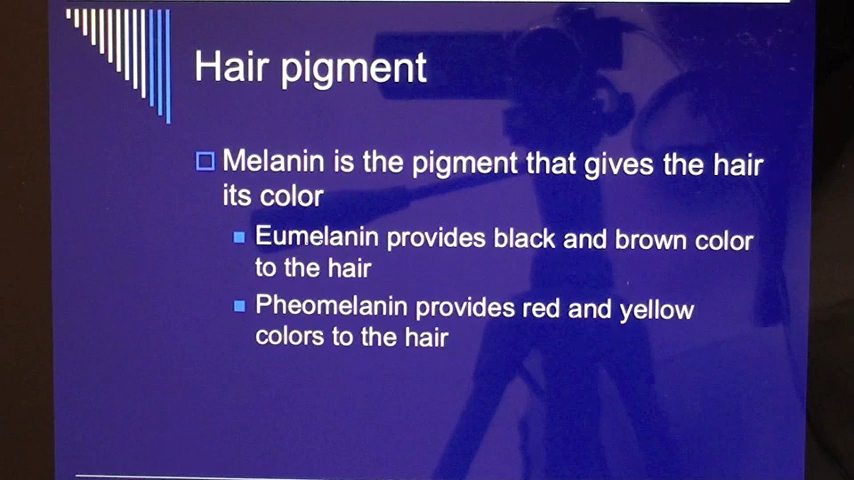 Hair pigment
Melanin is the pigment that gives the hair
its color
Eumelanin provides black and brown color
to the hair
Pheomelanin provides red and yellow
colors to the hair